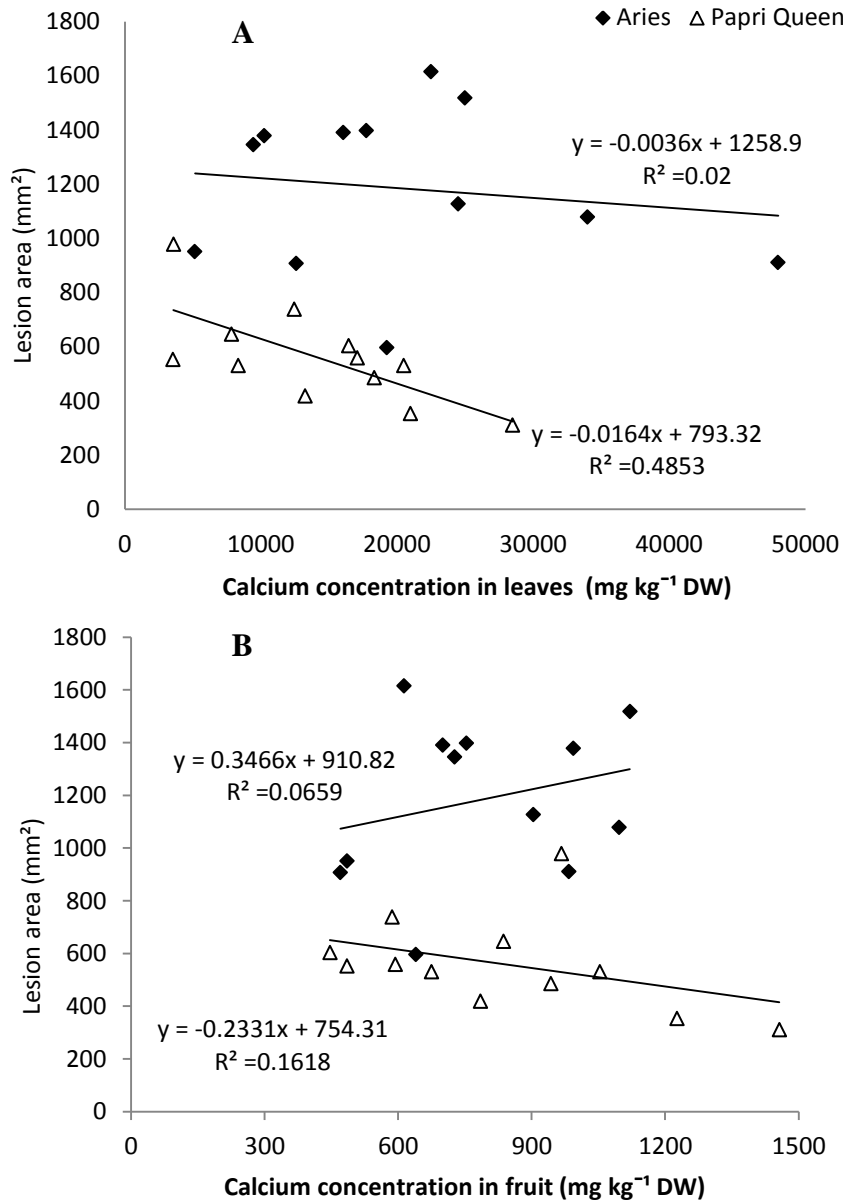 ◆ Aries △ Papri Queen
A
1800
1600
1400
1200
1000
800
600
400
200
0
Lesion area (mm²)
y = -0.0036x + 1258.9
R² =0.02
y = -0.0164x + 793.32
R² =0.4853
0 10000 20000 30000 40000 50000
Calcium concentration in leaves (mg kg⁻¹ DW)
B
1800
1600
1400
1200
1000
800
600
400
200
0
Lesion area (mm²)
y = 0.3466x + 910.82
R² =0.0659
y = -0.2331x + 754.31
R² =0.1618
0 300 600 900 1200 1500
Calcium concentration in fruit (mg kg⁻¹ DW)